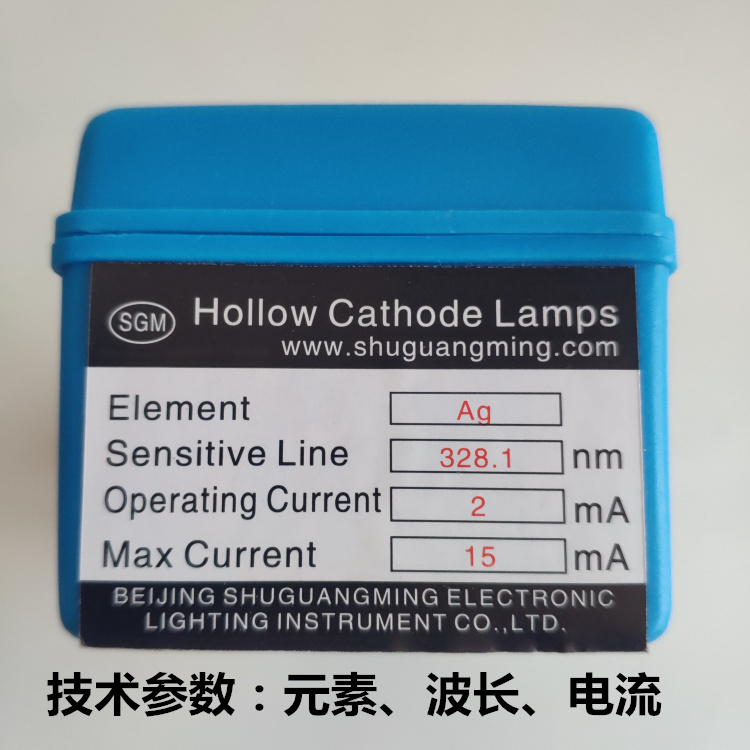 SGM
Hollow Cathode Lamps
www.shuguangming.com
Element Ag
Sensitive Line 328.1 nm
Operating Current 2 mA
Max Current 15 mA
BEIJING SHUGUANGMING ELECTRONIC
LIGHTING INSTRUMENT CO.,LTD.
技术参数：元素、波长、电流